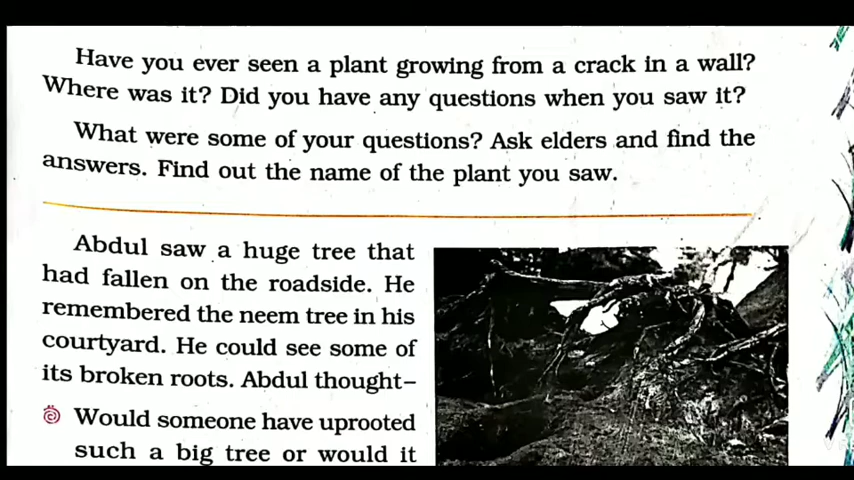 Have you ever seen a plant growing from a crack in a wall?
Where was it? Did you have any questions when you saw it?
What were some of your questions? Ask elders and find the
answers. Find out the name of the plant you saw.
Abdul saw a huge tree that
had fallen on the roadside. He
remembered the neem tree in his
courtyard. He could see some of
its broken roots. Abdul thought–
Would someone have uprooted
such a big tree or would it